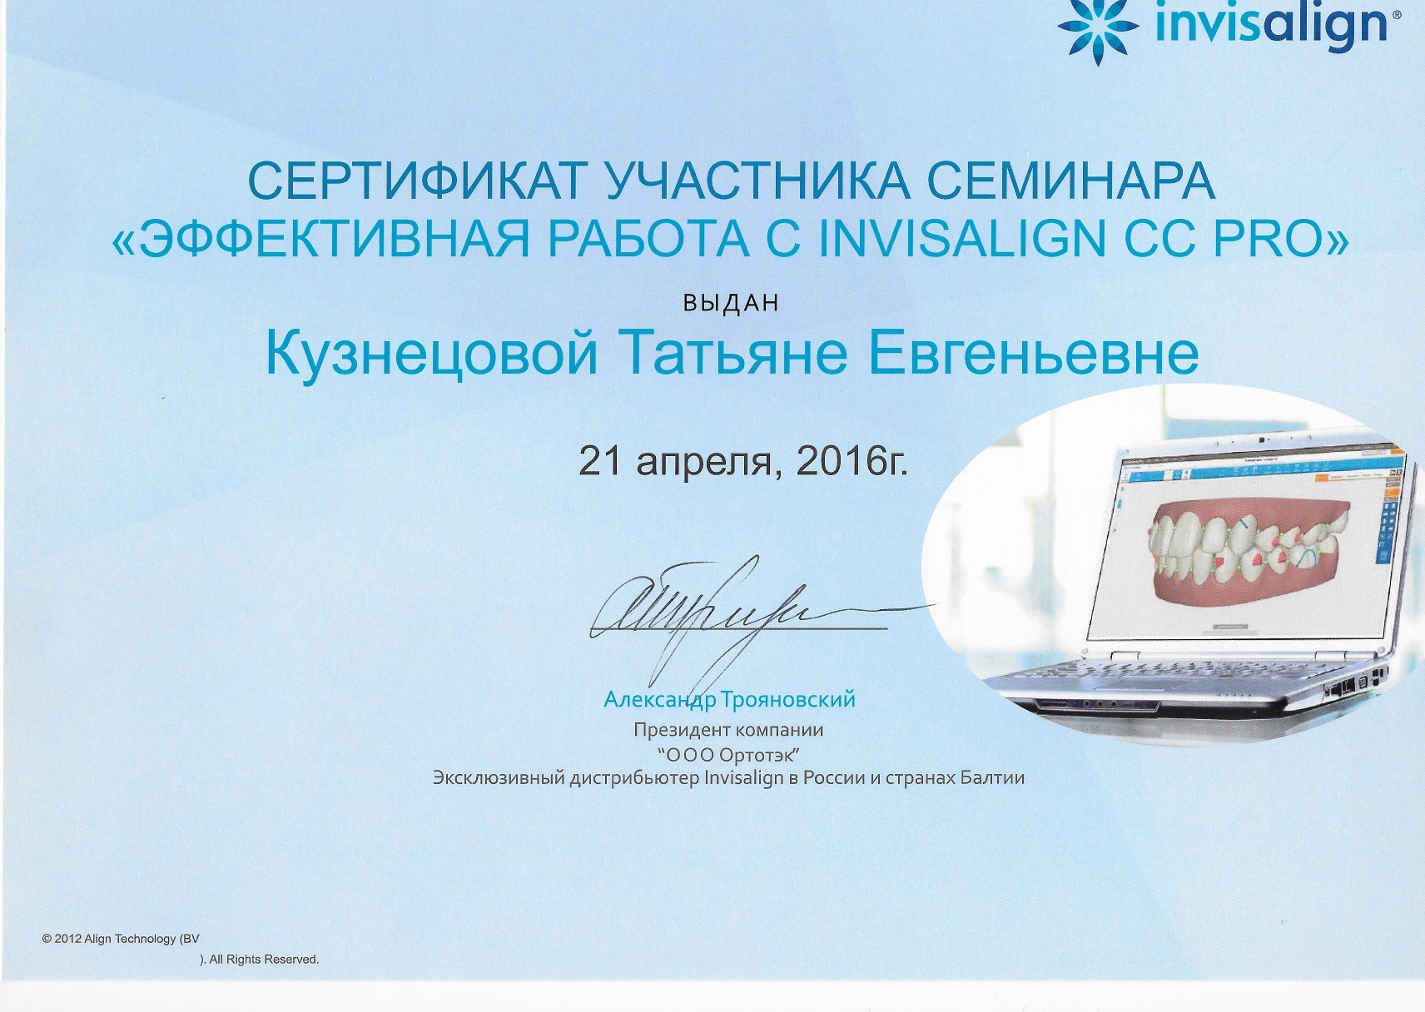 invisalign®
СЕРТИФИКАТ УЧАСТНИКА СЕМИНАРА
«ЭФФЕКТИВНАЯ РАБОТА С INVISALIGN CC PRO»
ВЫДАН
Кузнецовой Татьяне Евгеньевне
21 апреля, 2016г.
Александр Трояновский
Президент компании
“ООО Ортотэк”
Эксклюзивный дистрибьютер Invisalign в России и странах Балтии
© 2012 Align Technology (BV
). All Rights Reserved.